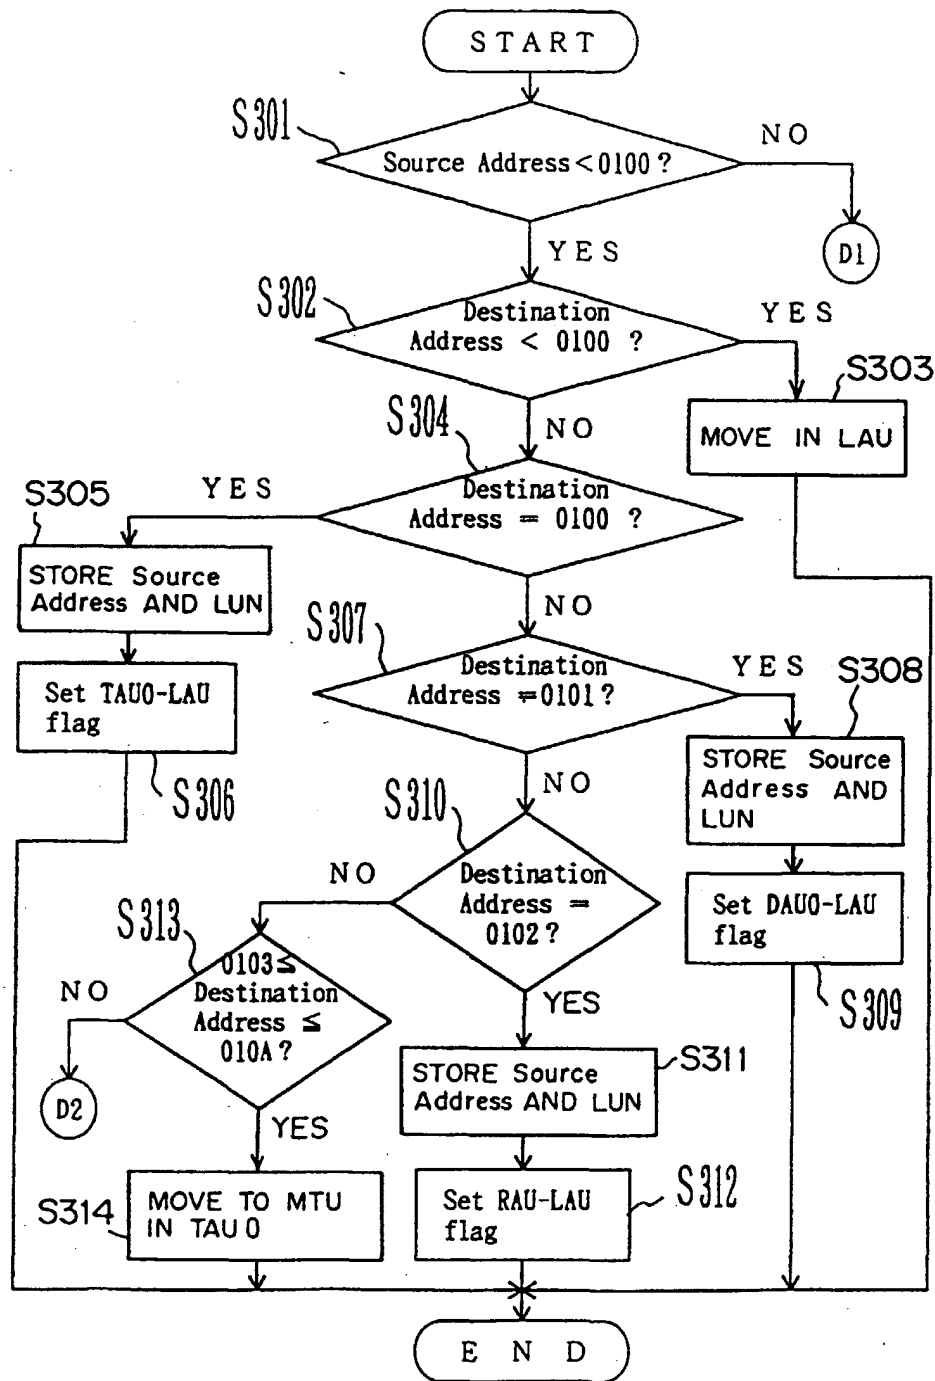 START
S301
Source Address < 0100 ?
NO
D1
YES
S302
Destination
Address < 0100 ?
YES
S303
MOVE IN LAU
NO
S304
Destination
Address = 0100 ?
YES
S305
STORE Source
Address AND LUN
Set TAU0-LAU
flag
S306
NO
S307
Destination
Address =0101?
YES
S308
STORE Source
Address AND
LUN
Set DAU0-LAU
flag
S309
NO
S310
Destination
Address =
0102?
NO
S313
0103≤
Destination
Address ≤
010A?
NO
D2
YES
S314
MOVE TO MTU
IN TAU0
YES
S311
STORE Source
Address AND LUN
S312
Set RAU-LAU
flag
END